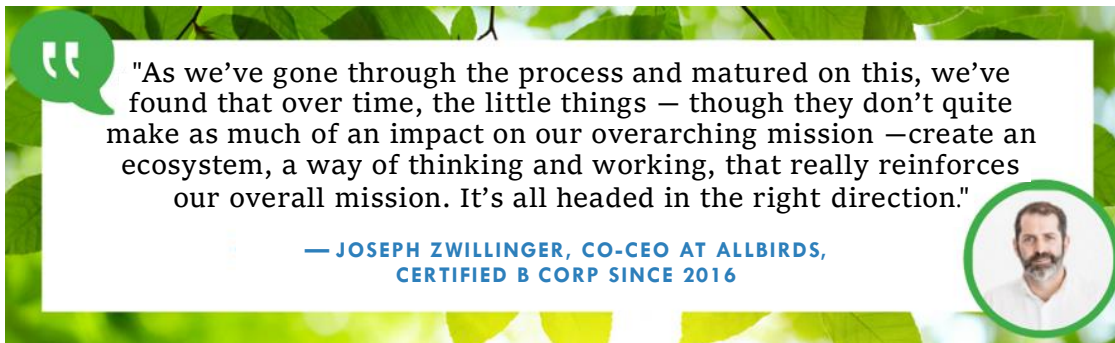 "As we’ve gone through the process and matured on this, we’ve
found that over time, the little things — though they don’t quite
make as much of an impact on our overarching mission —create an
ecosystem, a way of thinking and working, that really reinforces
our overall mission. It’s all headed in the right direction."
— JOSEPH ZWILLINGER, CO-CEO AT ALLBIRDS,
CERTIFIED B CORP SINCE 2016